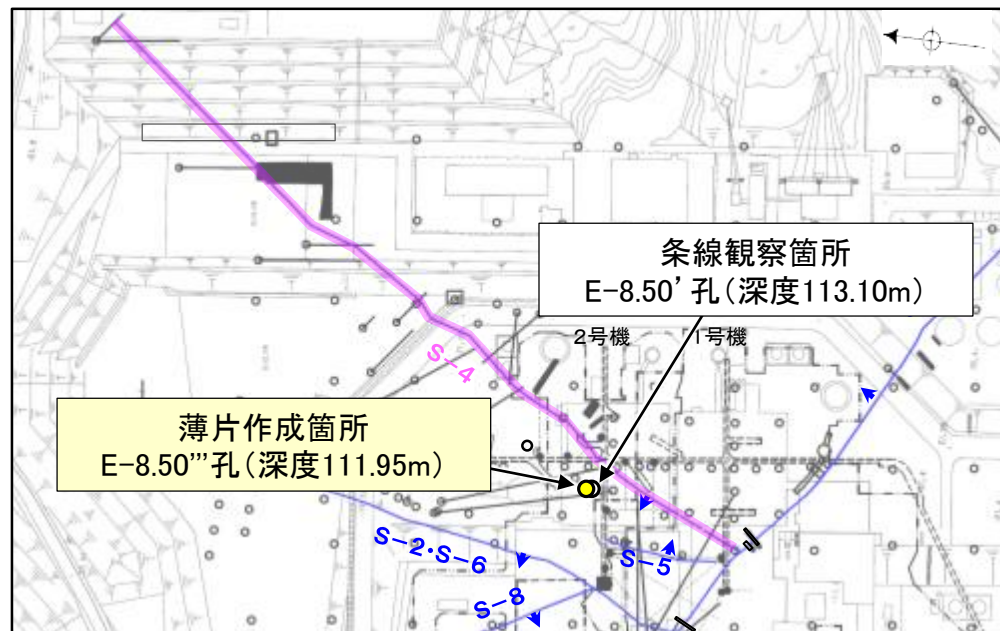 条線観察箇所
E-8.50’孔(深度113.10m)
2号機
1号機
S-4
薄片作成箇所
E-8.50’’’孔(深度111.95m)
S-2・S-6
S-5
S-8